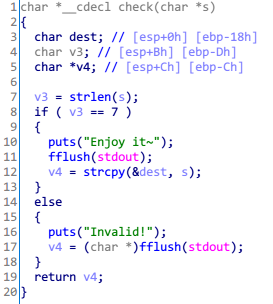 1 char *__cdecl check(char *s)
2 {
3 char dest; // [esp+0h] [ebp-18h]
4 char v3; // [esp+Bh] [ebp-Dh]
5 char *v4; // [esp+Ch] [ebp-Ch]
6
7 v3 = strlen(s);
8 if ( v3 == 7 )
9 {
10 puts("Enjoy it~");
11 fflush(stdout);
12 v4 = strcpy(&dest, s);
13 }
14 else
15 {
16 puts("Invalid!");
17 v4 = (char *)fflush(stdout);
18 }
19 return v4;
20 }